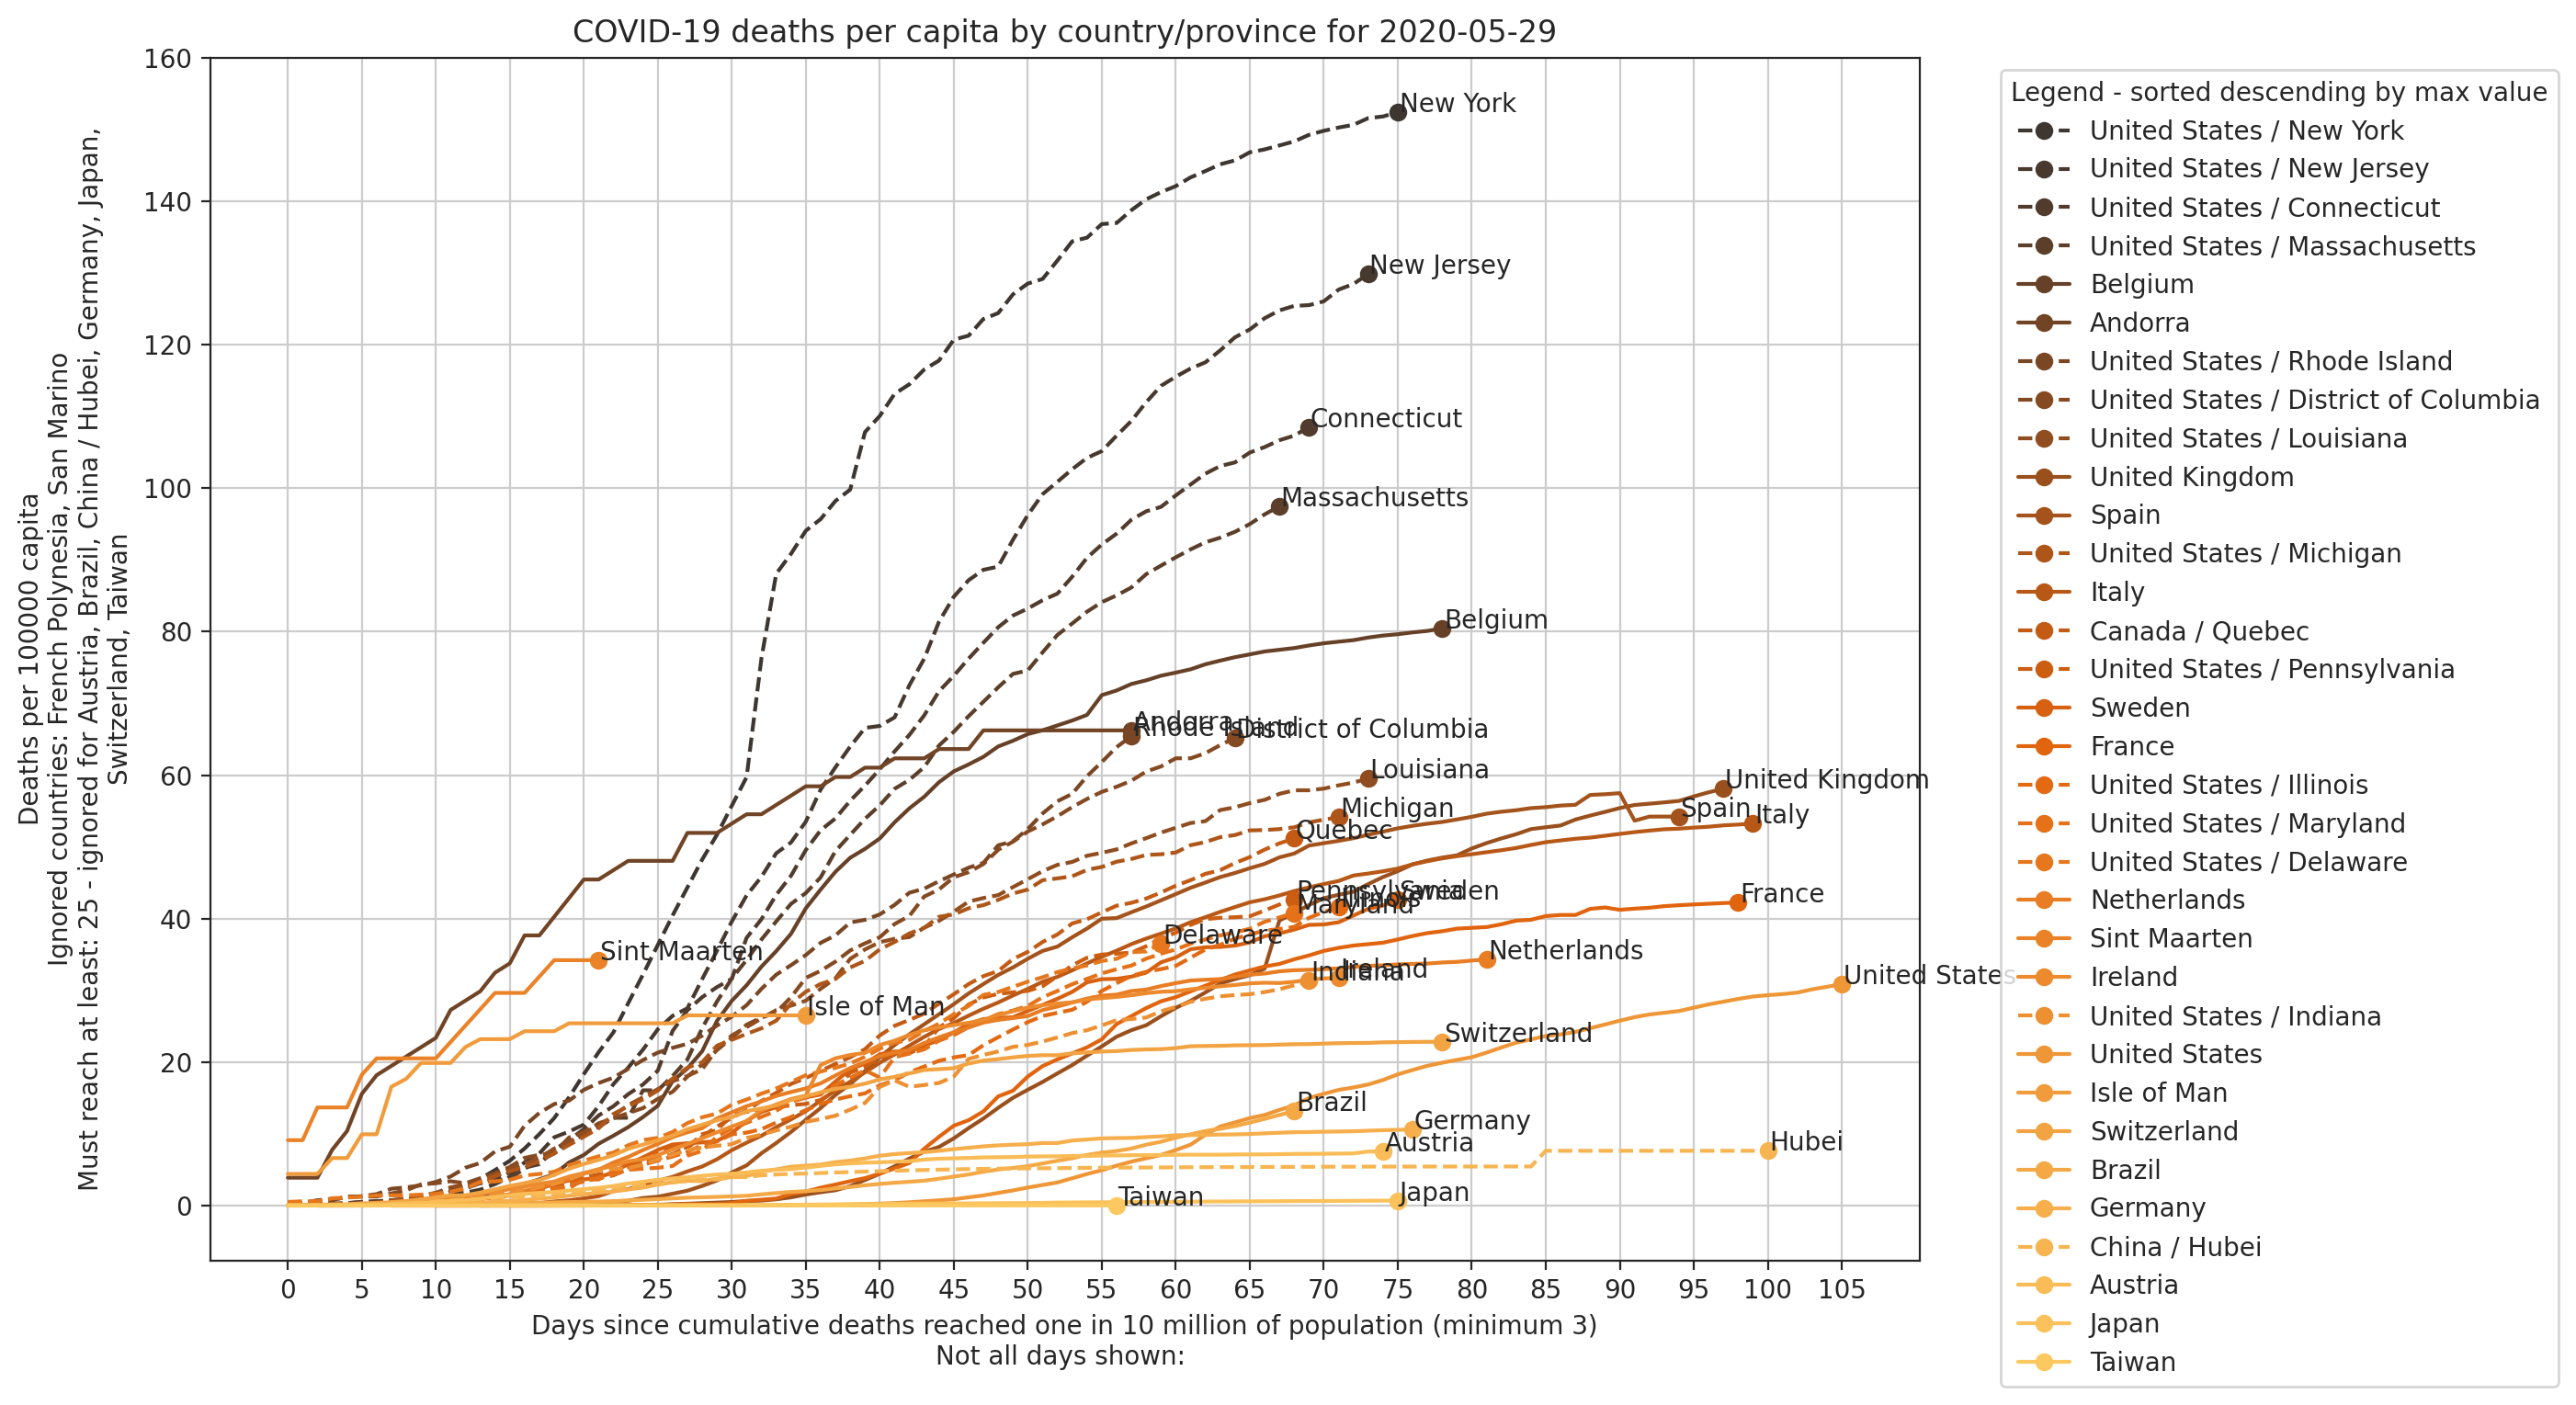 COVID-19 deaths per capita by country/province for 2020-05-29
Deaths per 100000 capita
Ignored countries: French Polynesia, San Marino
Must reach at least: 25 - ignored for Austria, Brazil, China / Hubei, Germany, Japan,
Switzerland, Taiwan
160
140
120
100
80
60
40
20
0
New York
New Jersey
Connecticut
Massachusetts
Belgium
Andorra
Rhode Island
District of Columbia
Louisiana
United Kingdom
Michigan
Spain
Italy
Quebec
Pennsylvania
Sweden
Illinois
Maryland
France
Delaware
Netherlands
Sint Maarten
Ireland
Indiana
United States
Isle of Man
Switzerland
Brazil
Germany
Austria
Hubei
Japan
Taiwan
0 5 10 15 20 25 30 35 40 45 50 55 60 65 70 75 80 85 90 95 100 105
Days since cumulative deaths reached one in 10 million of population (minimum 3)
Not all days shown:
Legend - sorted descending by max value
United States / New York
United States / New Jersey
United States / Connecticut
United States / Massachusetts
Belgium
Andorra
United States / Rhode Island
United States / District of Columbia
United States / Louisiana
United Kingdom
Spain
United States / Michigan
Italy
Canada / Quebec
United States / Pennsylvania
Sweden
France
United States / Illinois
United States / Maryland
United States / Delaware
Netherlands
Sint Maarten
Ireland
United States / Indiana
United States
Isle of Man
Switzerland
Brazil
Germany
China / Hubei
Austria
Japan
Taiwan